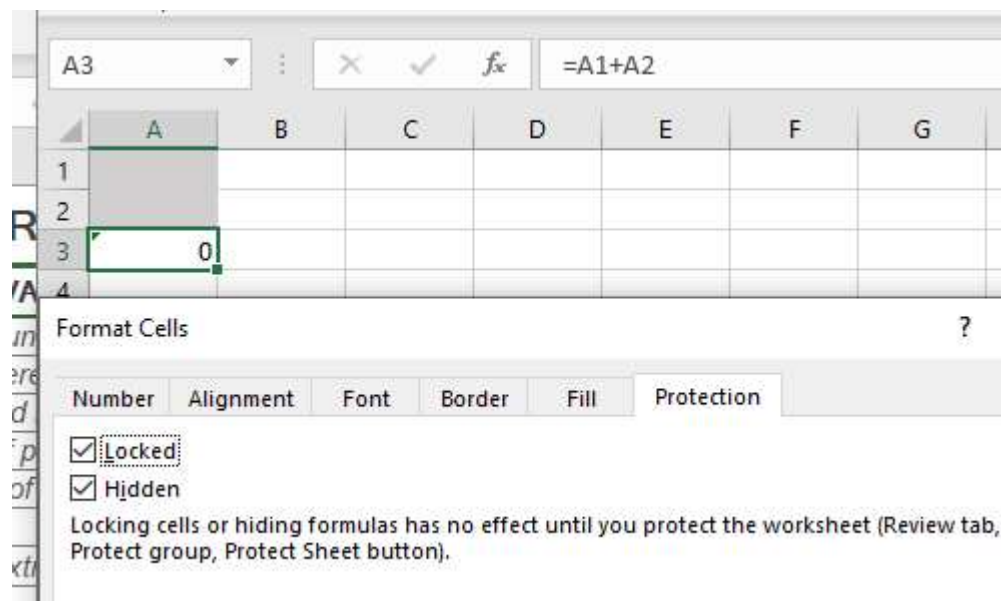 A3 fx =A1+A2
A B C D E F G
1
2
R
3 0
4
Format Cells ?
Number Alignment Font Border Fill Protection
Locked
Hidden
of
Locking cells or hiding formulas has no effect until you protect the worksheet (Review tab,
Protect group, Protect Sheet button).